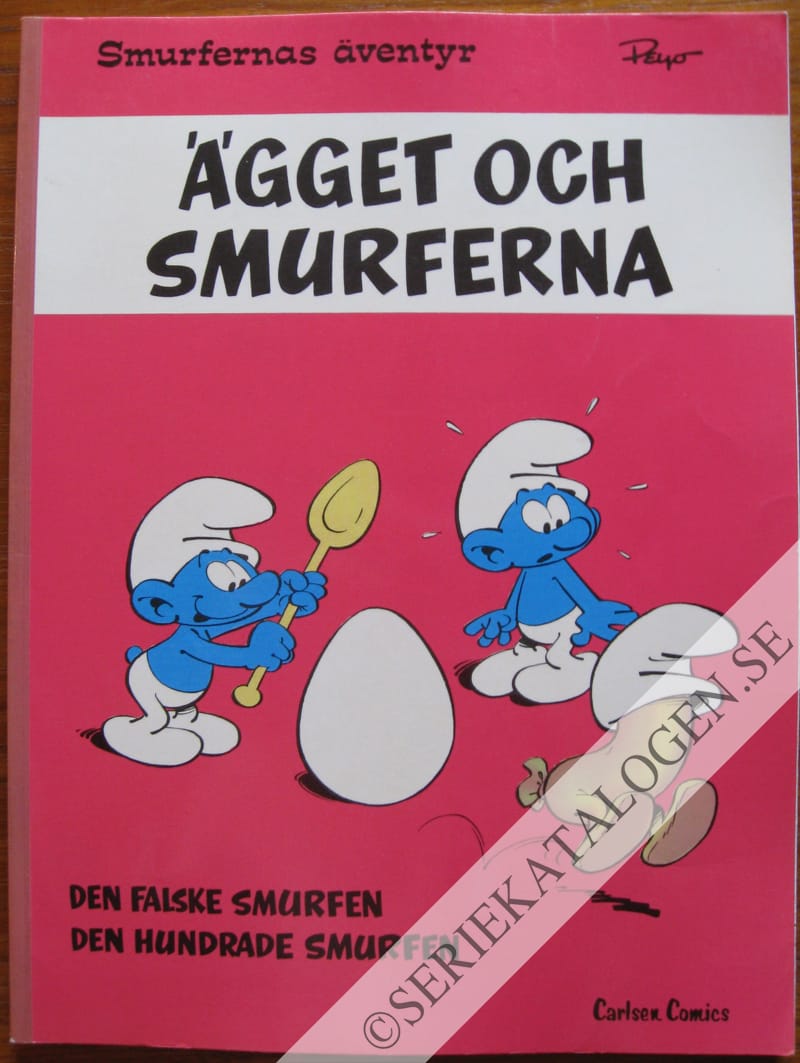 Smurfernas äventyr
Peyo
ÄGGET OCH
SMURFERNA
DEN FALSKE SMURFEN
DEN HUNDRADE SMURFEN
Carlsen Comics
©SERIEKATALOGEN.SE